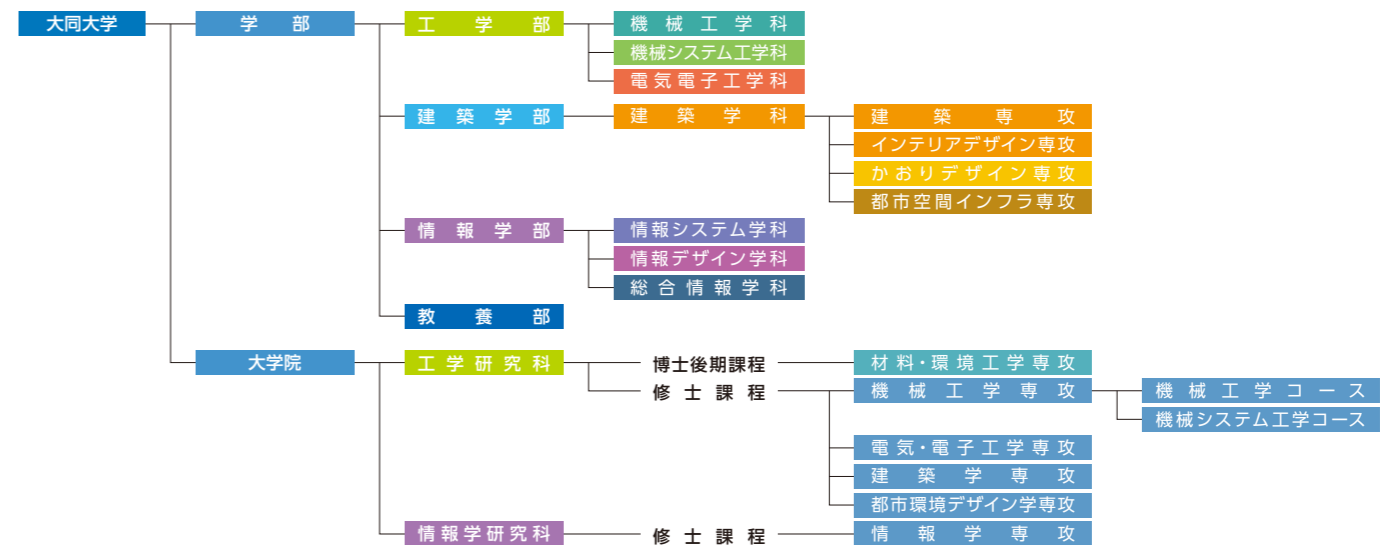 大同大学 学部 工学部 機械工学科
機械システム工学科
電気電子工学科
建築学部 建築学科 建築専攻
インテリアデザイン専攻
かおりデザイン専攻
都市空間インフラ専攻
情報学部 情報システム学科
情報デザイン学科
総合情報学科
教養部
大学院 工学研究科 博士後期課程 材料・環境工学専攻
修士課程 機械工学専攻 機械工学コース
機械システム工学コース
電気・電子工学専攻
建築学専攻
都市環境デザイン学専攻
情報学研究科 修士課程 情報学専攻